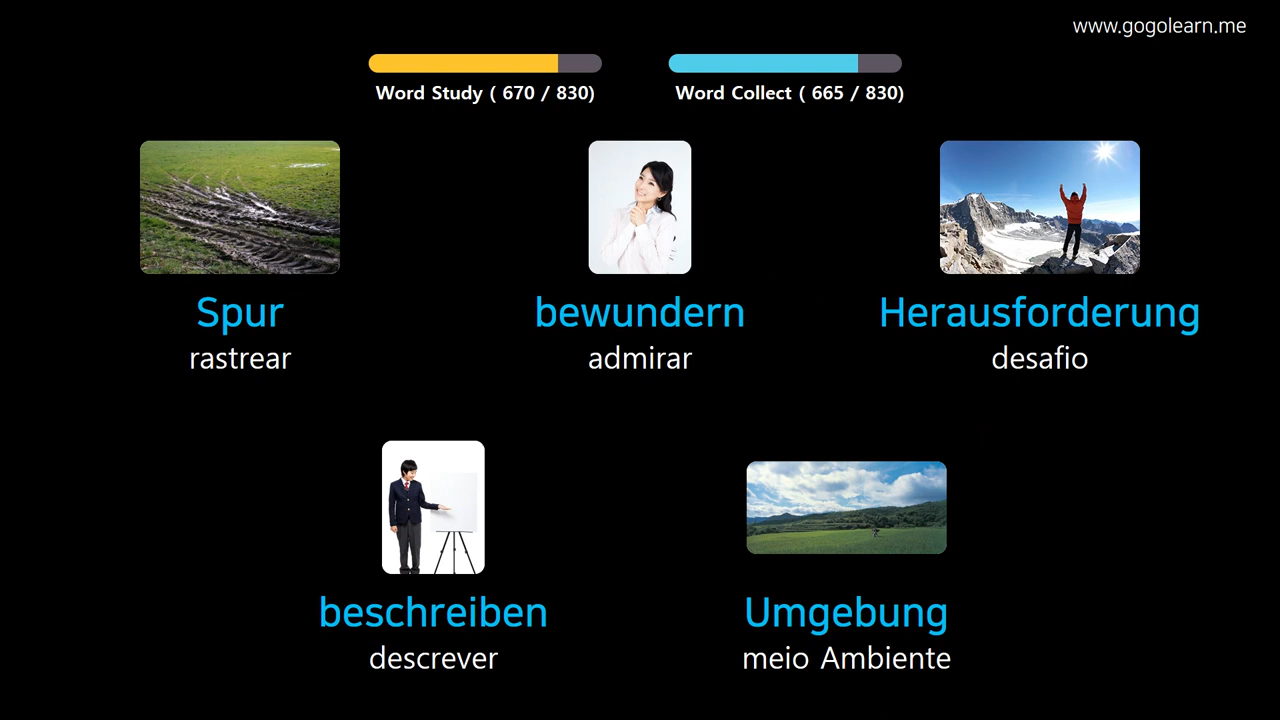 www.gogolearn.me
Word Study ( 670 / 830)
Word Collect ( 665 / 830)
Spur
bewundern
Herausforderung
rastrear
admirar
desafio
beschreiben
Umgebung
descrever
meio Ambiente